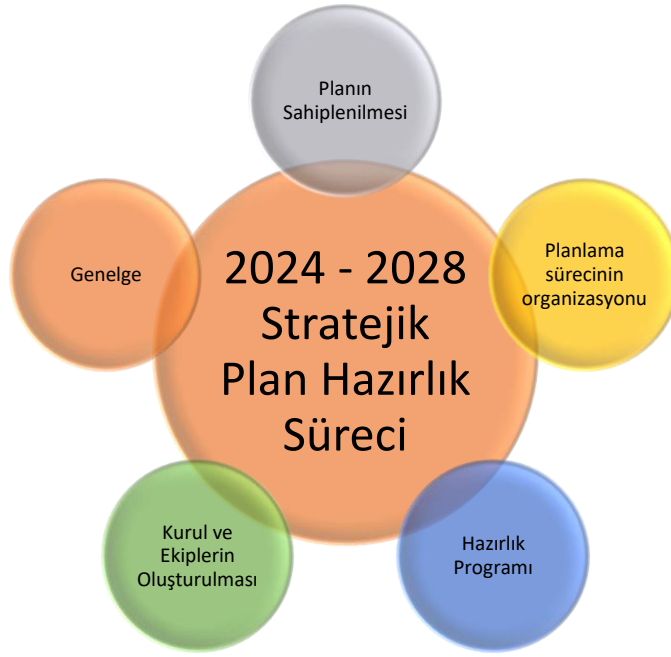 Planın
Sahiplenilmesi
Planlama
sürecinin
organizasyonu
Genelge
2024 - 2028
Stratejik
Plan Hazırlık
Süreci
Kurul ve
Ekiplerin
Oluşturulması
Hazırlık
Programı